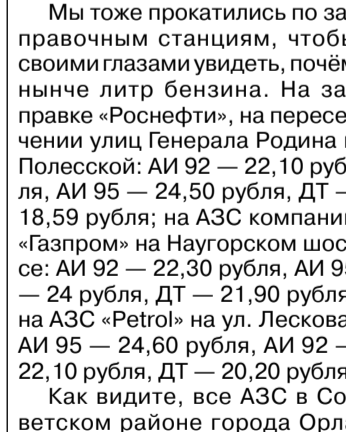 Мы тоже прокатились по за
правочным станциям, чтобы
своими глазами увидеть, почём
нынче литр бензина. На за
правке «Роснефти», на пересе
чении улиц Генерала Родина и
Полесской: АИ 92 — 22,10 руб
ля, АИ 95 — 24,50 рубля, ДТ —
18,59 рубля; на АЗС компании
«Газпром» на Наугорском шос
се: АИ 92 — 22,30 рубля, АИ 95
— 24 рубля, ДТ — 21,90 рубля
на АЗС «Petrol» на ул. Лескова
АИ 95 — 24,60 рубля, АИ 92 —
22,10 рубля, ДТ — 20,20 рубля
Как видите, все АЗС в Со
ветском районе города Орла